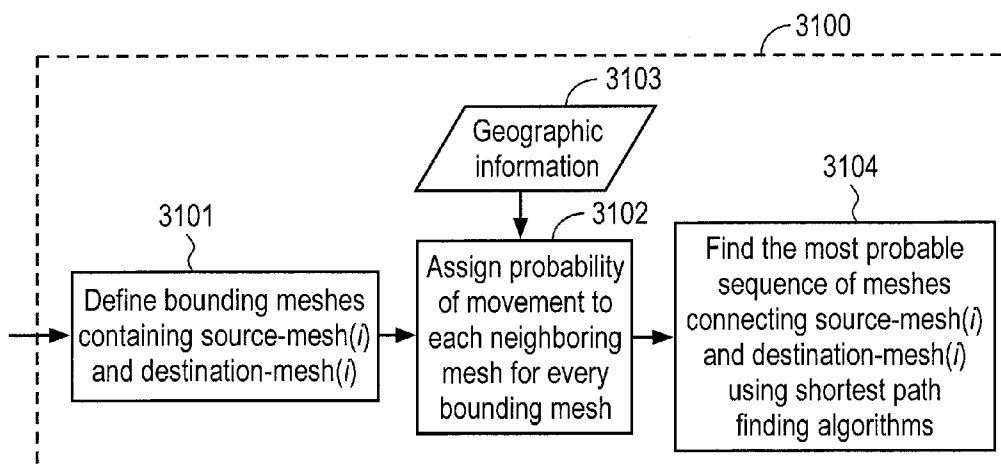 3100
3103
Geographic
information
3101
Define bounding meshes
containing source-mesh(i)
and destination-mesh(i)
3102
Assign probability
of movement to
each neighboring
mesh for every
bounding mesh
3104
Find the most probable
sequence of meshes
connecting source-mesh(i)
and destination-mesh(i)
using shortest path
finding algorithms